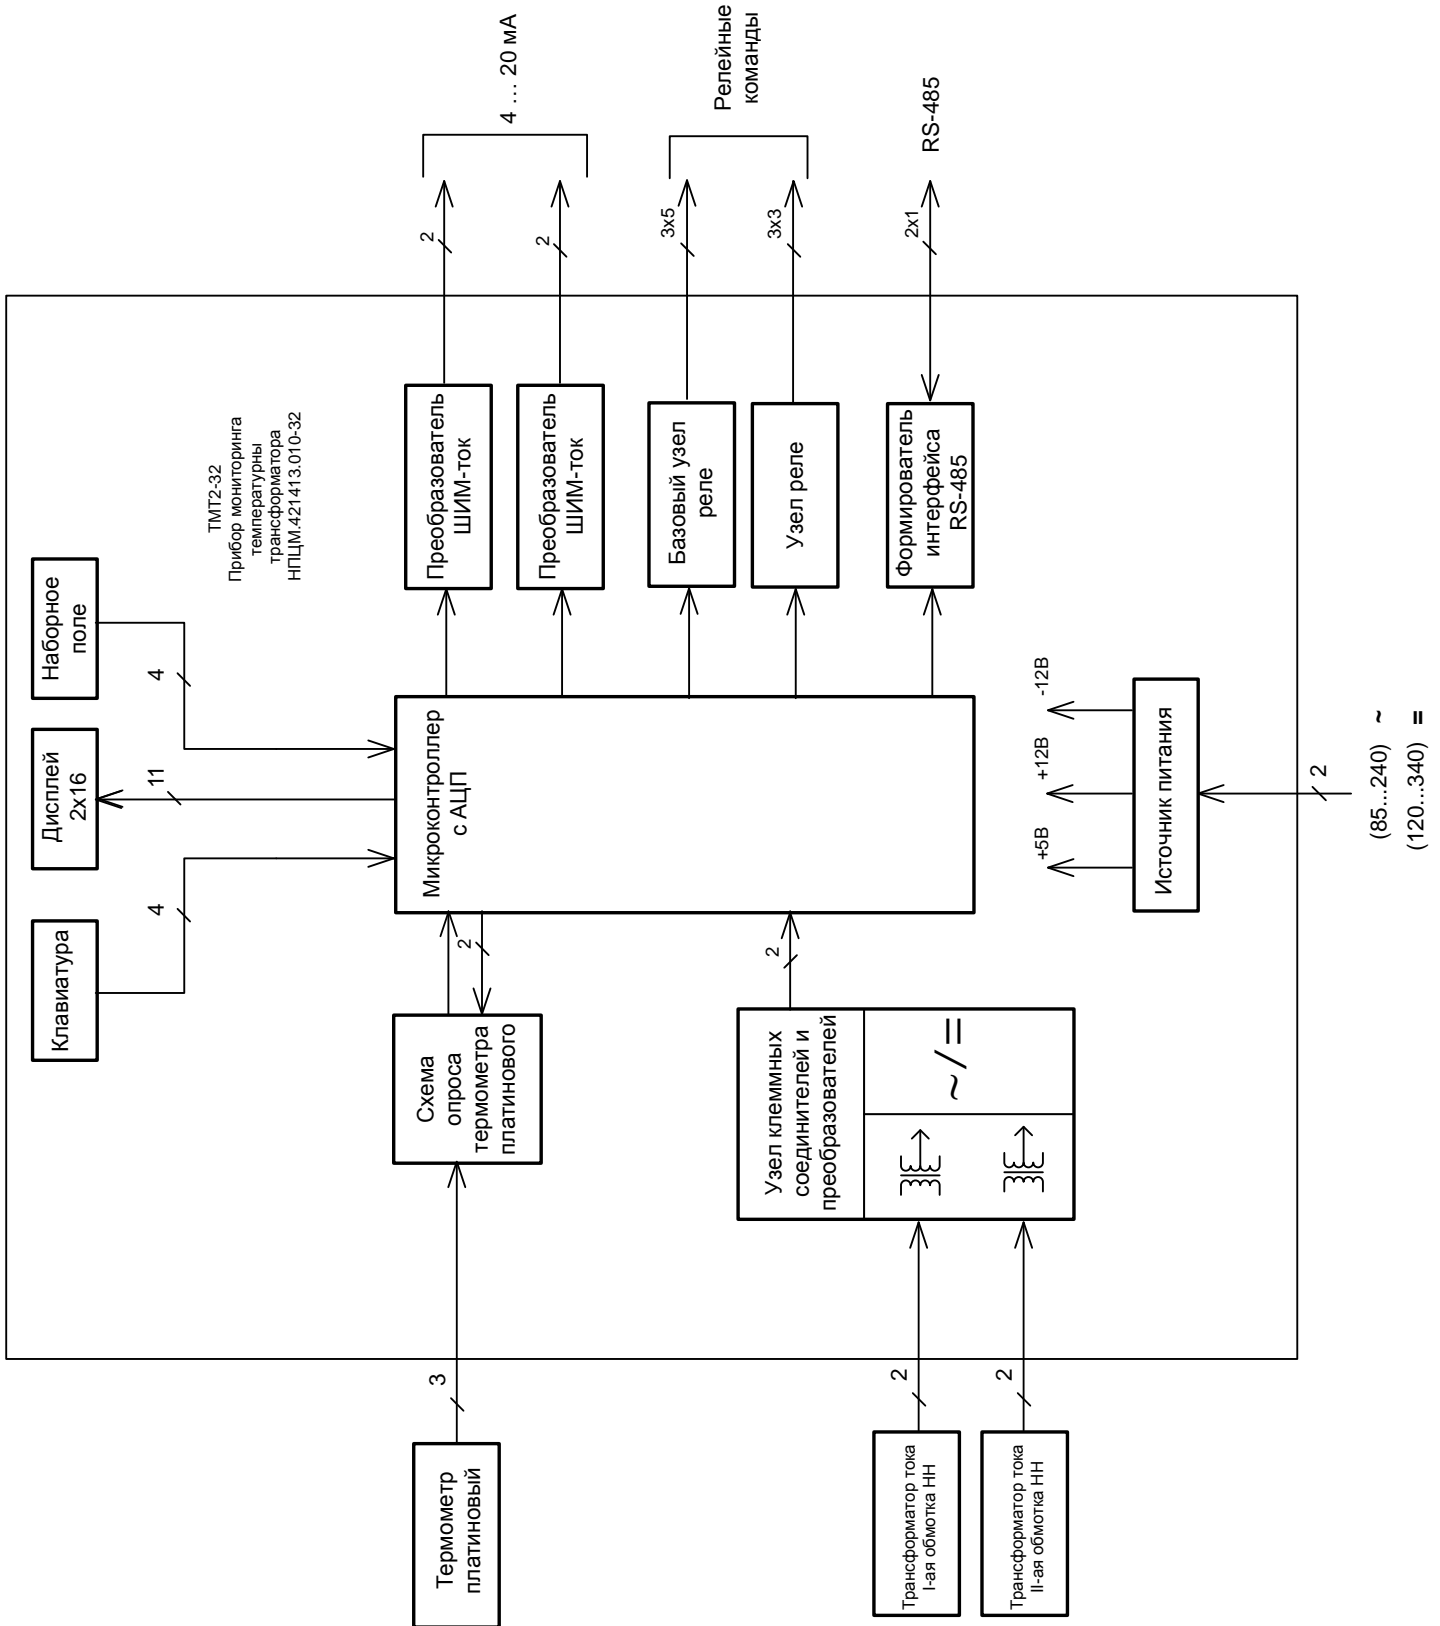 Клавиатура
Дисплей
2x16
Наборное
поле
4
11
4
ТМТ2-32
Прибор мониторинга
температурны
трансформатора
НПЦМ.421413.010-32
Термометр
платиновый
3
Схема
опроса
термометра
платинового
2
Микроконтроллер
с АЦП
Преобразователь
ШИМ-ток
2
Преобразователь
ШИМ-ток
2
4 ... 20 мА
Базовый узел
реле
3x5
Узел реле
3x3
Релейные
команды
Формирователь
интерфейса
RS-485
2x1
RS-485
Трансформатор тока
I-ая обмотка НН
2
Трансформатор тока
II-ая обмотка НН
2
Узел клеммных
соединителей и
преобразователей
~/=
2
+5В
+12В
-12В
Источник питания
2
(85...240) ~
(120...340) =